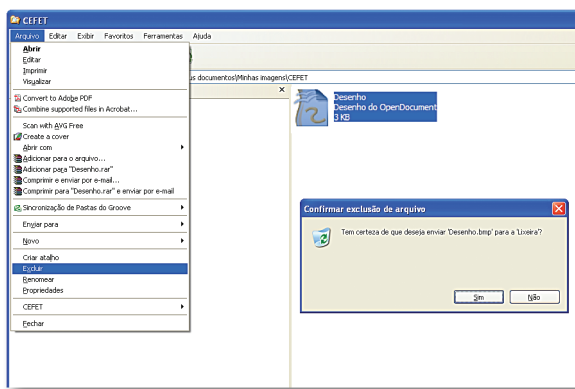 CEFET
Arquivo Editar Exibir Favoritos Ferramentas Ajuda
Abrir
Editar
Imprimir
Visualizar
us documentos\Minhas imagens\CEFET
Convert to Adobe PDF
Combine supported files in Acrobat...
Scan with AVG Free
Create a cover
Abrir com
Adicionar para o arquivo...
Adicionar para "Desenho.rar"
Comprimir e enviar por e-mail...
Comprimir para "Desenho.rar" e enviar por e-mail
Sincronização de Pastas do Groove
Enviar para
Novo
Criar atalho
Excluir
Renomear
Propriedades
CEFET
Fechar
Desenho
Desenho do OpenDocument
3 KB
Confirmar exclusão de arquivo
Tem certeza de que deseja enviar 'Desenho.bmp' para a 'Lixeira'?
Sim Não